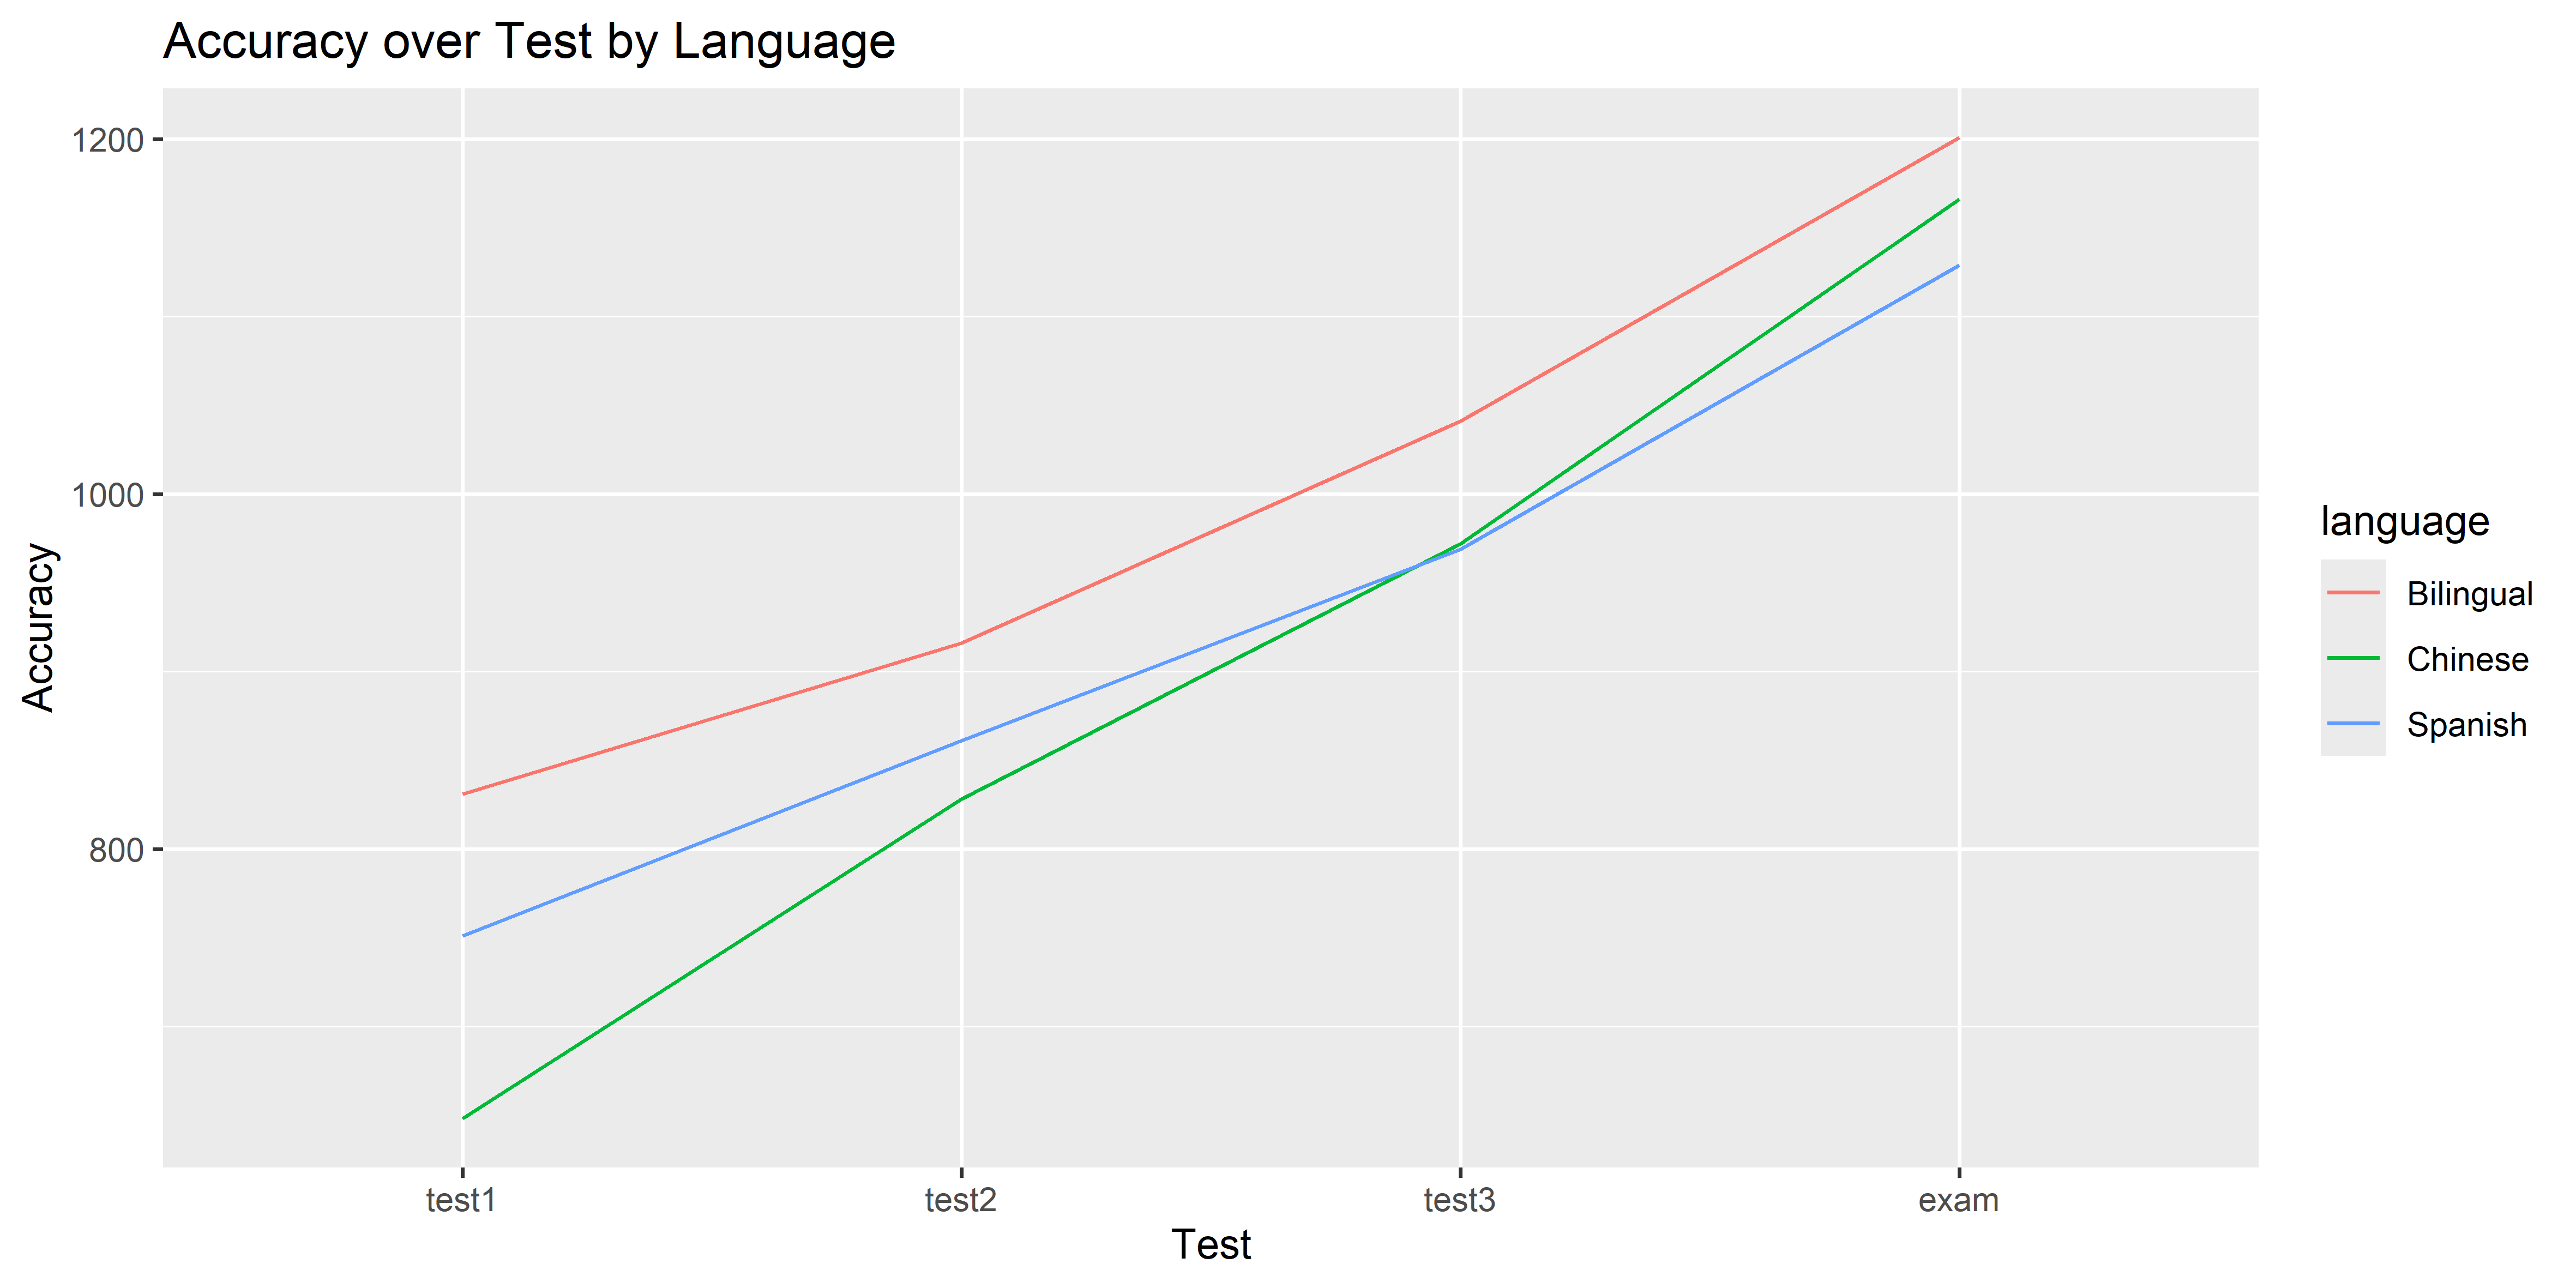 Accuracy over Test by Language
1200
1000
800
Accuracy
test1 test2 test3 exam
Test
language
Bilingual
Chinese
Spanish